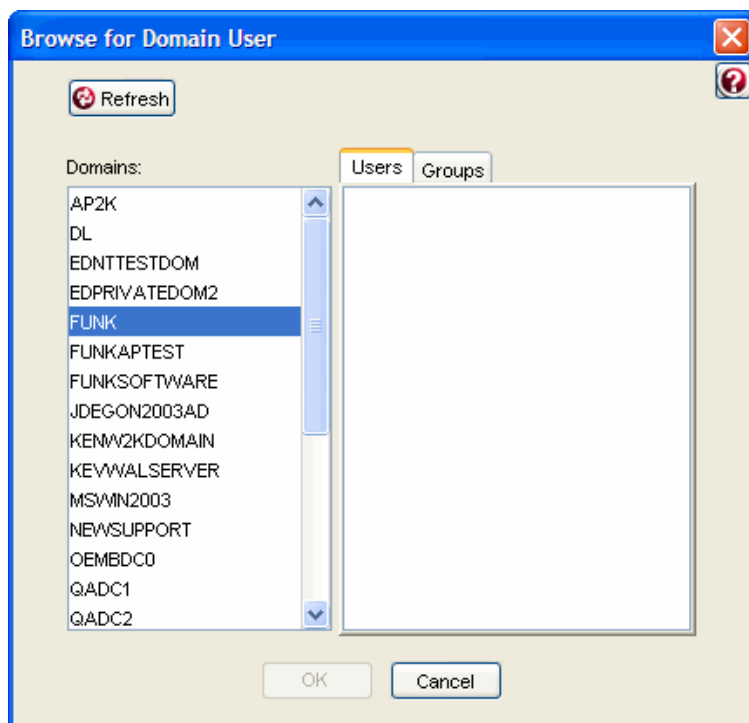 Browse for Domain User
Refresh
Domains:
Users Groups
AP2K
DL
EDNTTESTDOM
EDPRIVATEDOM2
FUNK
FUNKAPTEST
FUNKSOFTWARE
JDEGON2003AD
KENW2KDOMAIN
KEVWALSERVER
MSWIN2003
NEWSUPPORT
OEMBDC0
QADC1
QADC2
OK Cancel